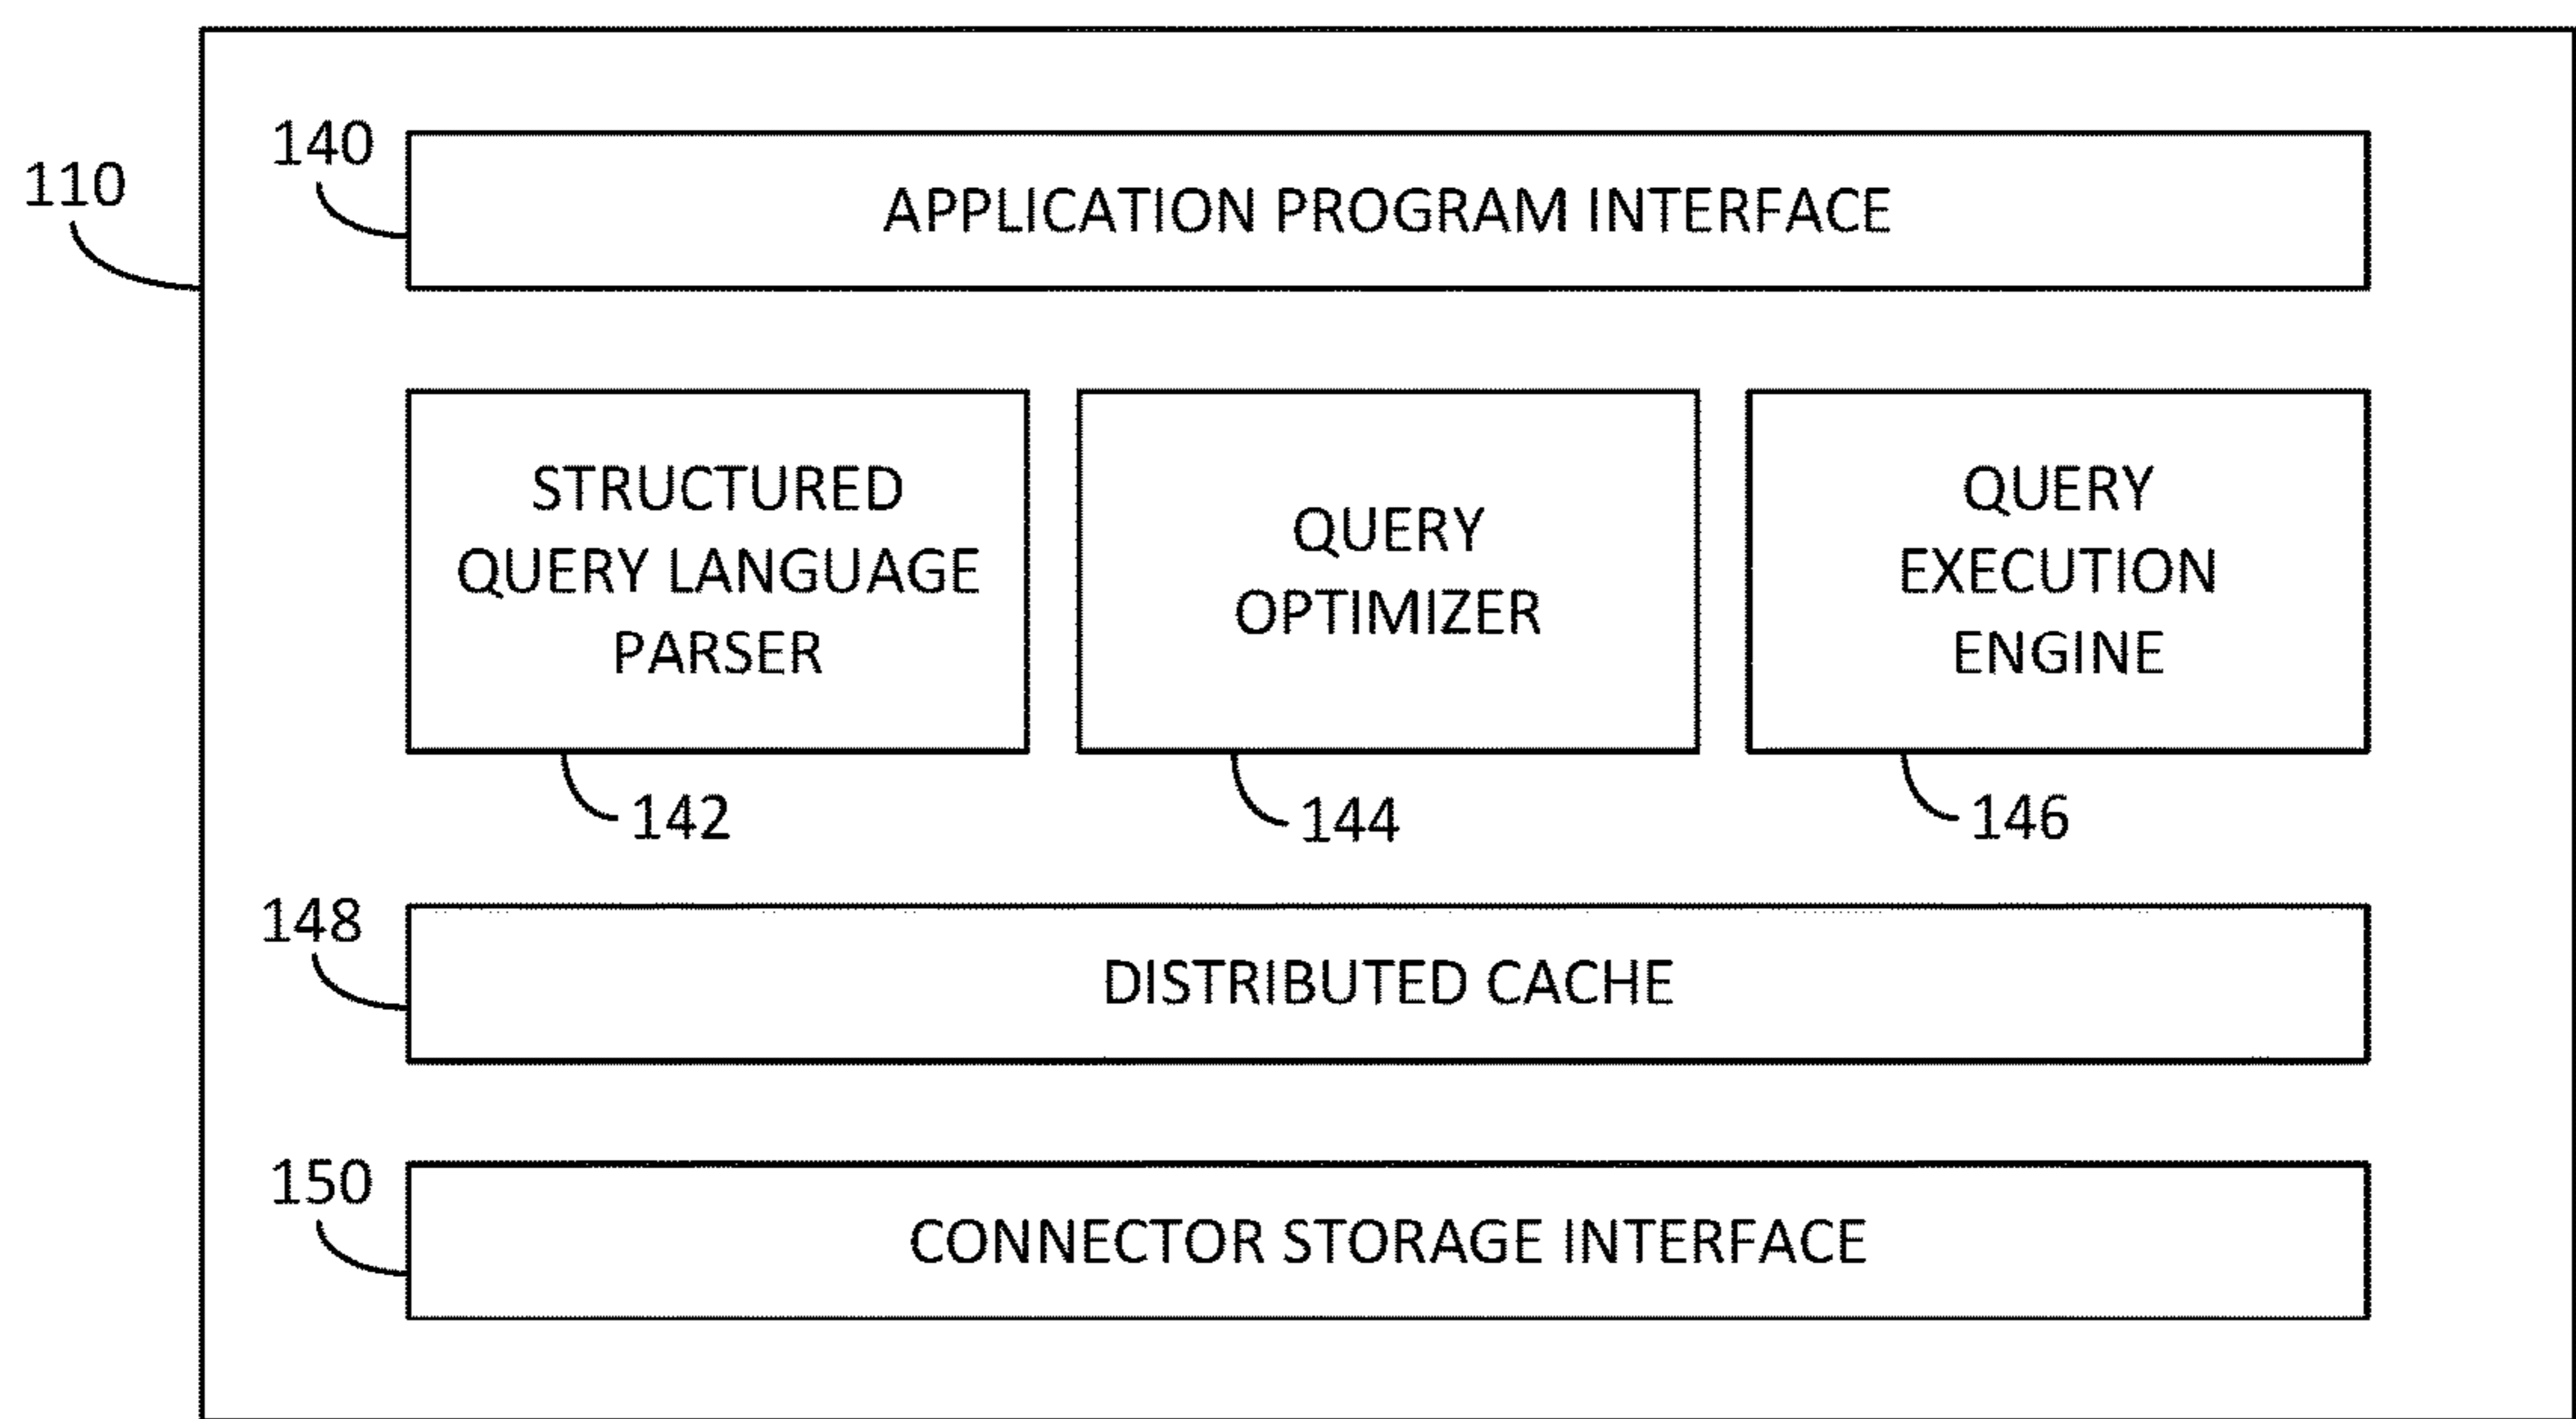 140
110
APPLICATION PROGRAM INTERFACE
STRUCTURED
QUERY LANGUAGE
PARSER
QUERY
OPTIMIZER
QUERY
EXECUTION
ENGINE
142
144
146
148
DISTRIBUTED CACHE
150
CONNECTOR STORAGE INTERFACE